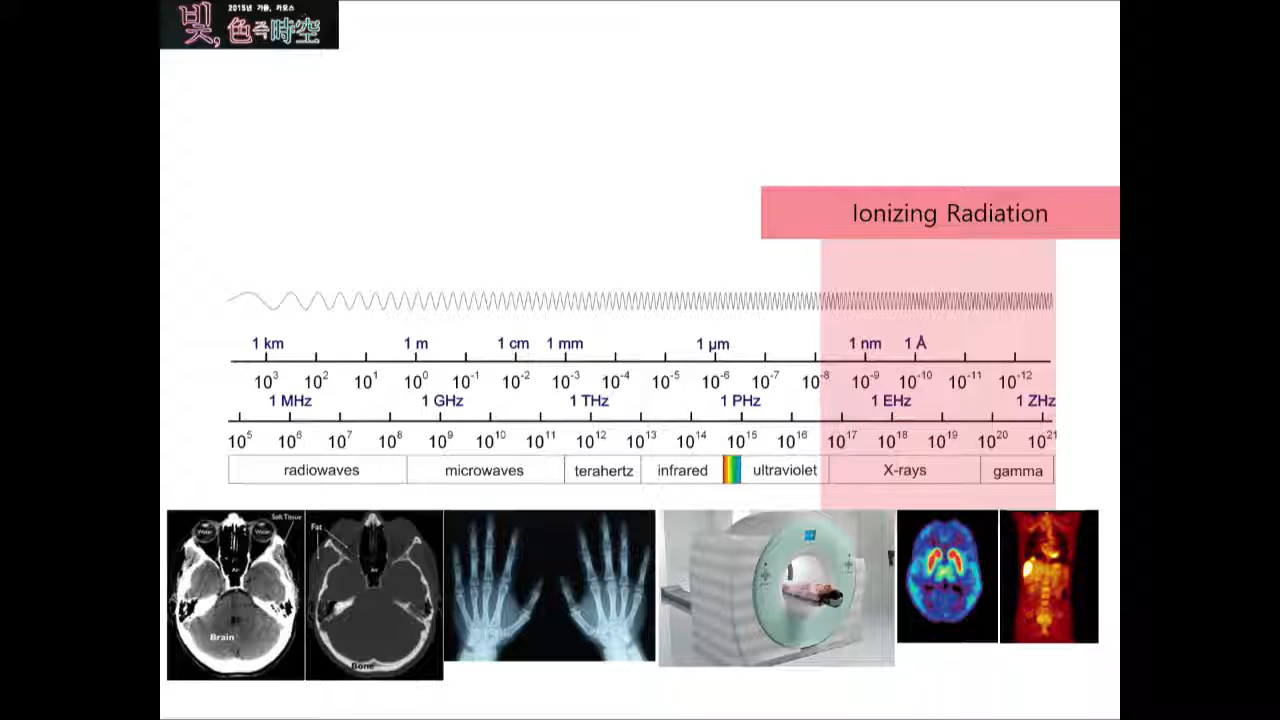 2015년 가을, 카오스
빛, 色즉時空
Ionizing Radiation
1 km 1 m 1 cm 1 mm 1 µm 1 nm 1 Å
10³ 10² 10¹ 10⁰ 10⁻¹ 10⁻² 10⁻³ 10⁻⁴ 10⁻⁵ 10⁻⁶ 10⁻⁷ 10⁻⁸ 10⁻⁹ 10⁻¹⁰ 10⁻¹¹ 10⁻¹²
1 MHz 1 GHz 1 THz 1 PHz 1 EHz 1 ZHz
10⁵ 10⁶ 10⁷ 10⁸ 10⁹ 10¹⁰ 10¹¹ 10¹² 10¹³ 10¹⁴ 10¹⁵ 10¹⁶ 10¹⁷ 10¹⁸ 10¹⁹ 10²⁰ 10²¹
radiowaves microwaves terahertz infrared ultraviolet X-rays gamma
Soft Tissue
Water Water
Air
Brain
Fat
Air
Bone